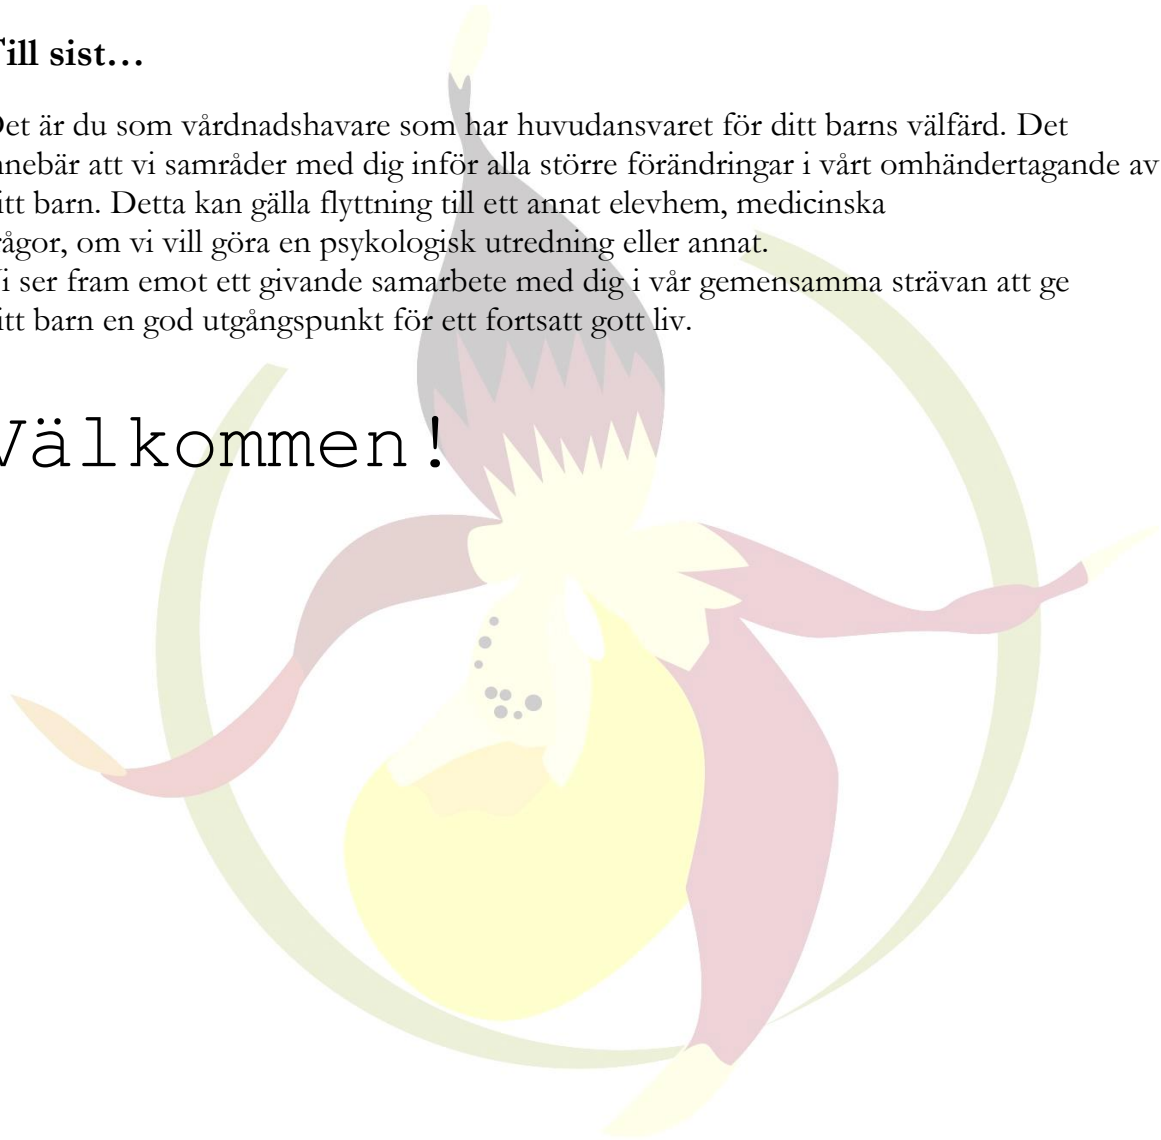 Till sist…
Det är du som vårdnadshavare som har huvudansvaret för ditt barns välfärd. Det
innebär att vi samråder med dig inför alla större förändringar i vårt omhändertagande av
ditt barn. Detta kan gälla flyttning till ett annat elevhem, medicinska
frågor, om vi vill göra en psykologisk utredning eller annat.
Vi ser fram emot ett givande samarbete med dig i vår gemensamma strävan att ge
ditt barn en god utgångspunkt för ett fortsatt gott liv.
Välkommen!